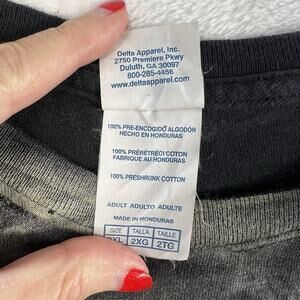 Delta Apparel, Inc.
2750 Premiere Pkwy
Duluth, GA 30097
800-285-4456
www.deltaapparel.com
100% PRE-ENCOGIDO ALGODÓN
HECHO EN HONDURAS
100% PRÉRÉTRÉCI COTON
FABRIQUE AU HONDURAS
100% PRESHRUNK COTTON
ADULT ADULTO ADULTE
MADE IN HONDURAS
SIZE TALLA TAILLE
2XG 2TG